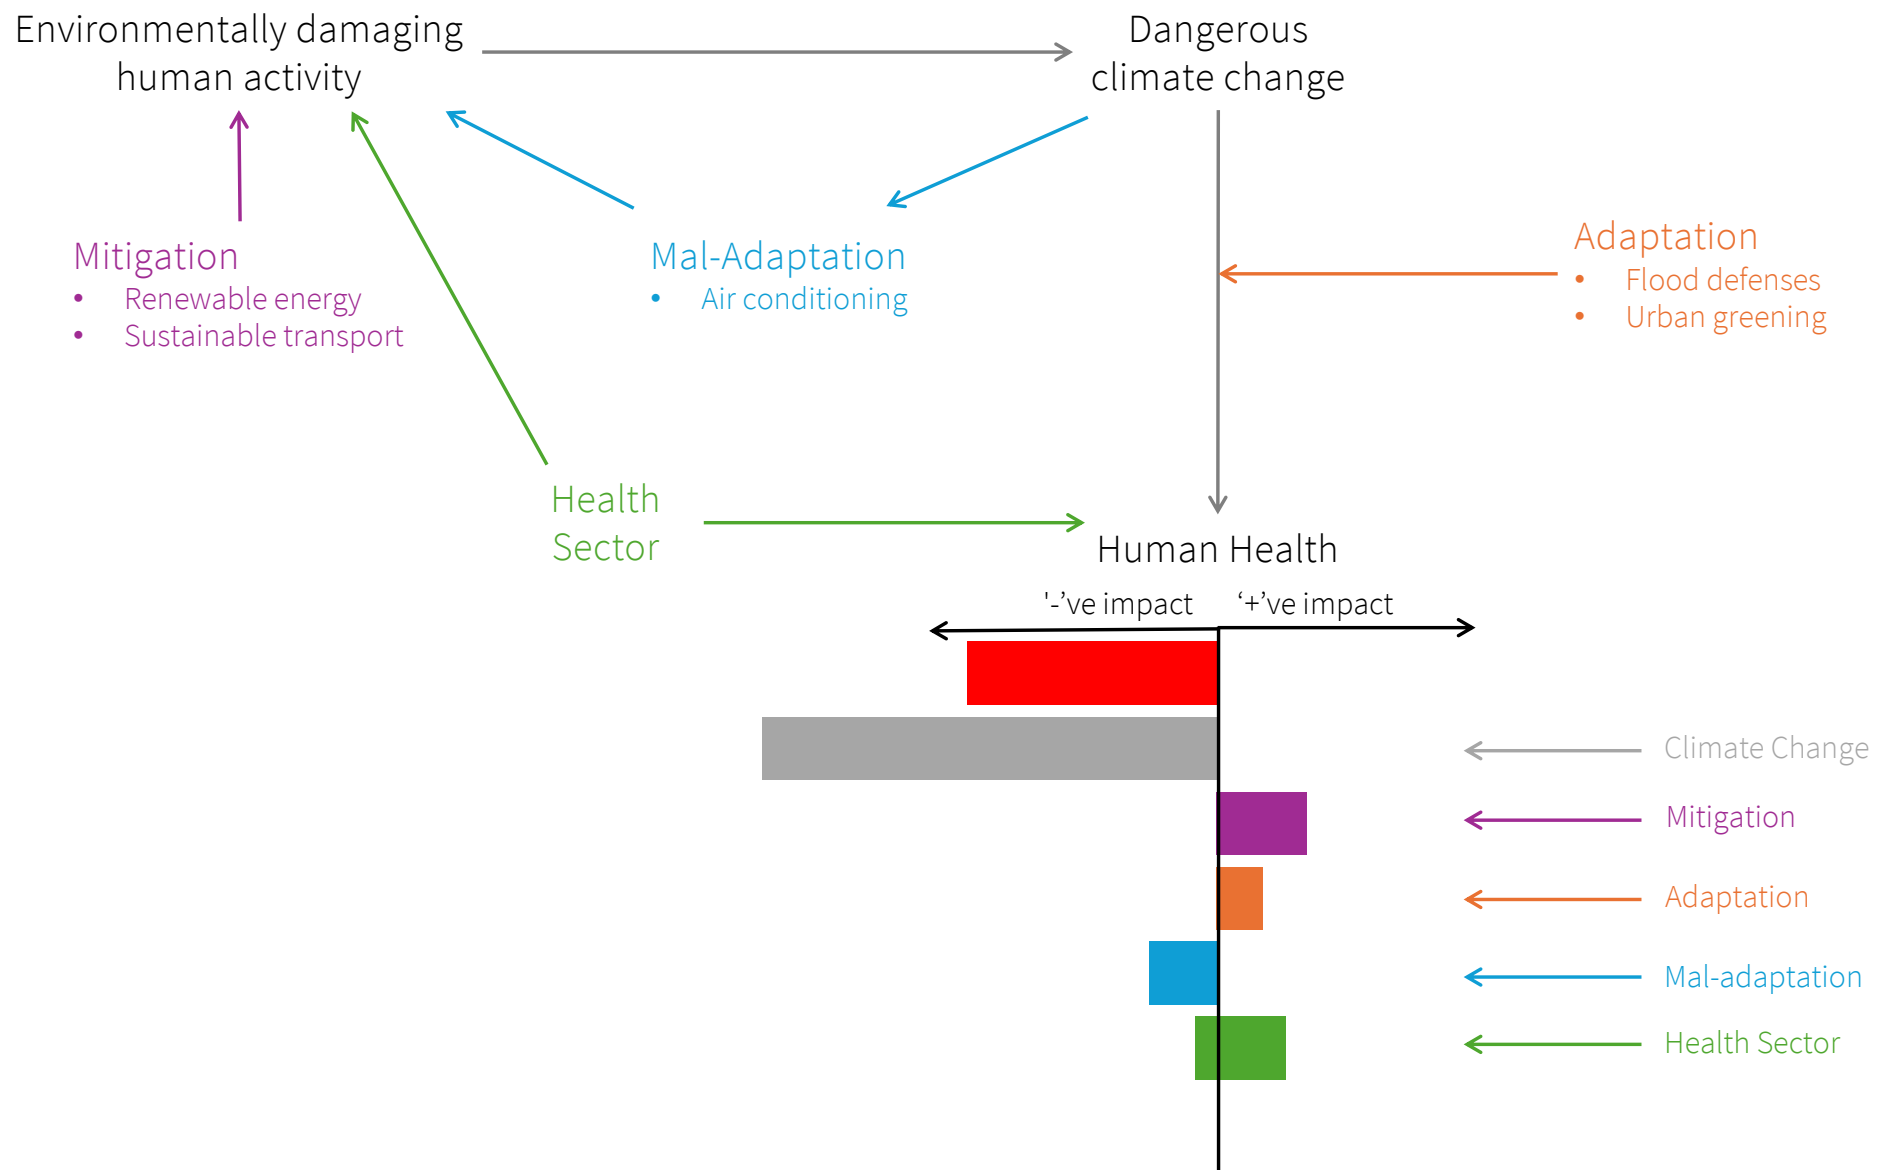 Environmentally damaging
human activity
Dangerous
climate change
Mitigation
• Renewable energy
• Sustainable transport
Mal-Adaptation
• Air conditioning
Adaptation
• Flood defenses
• Urban greening
Health
Sector
Human Health
'-’ve impact
‘+’ve impact
Climate Change
Mitigation
Adaptation
Mal-adaptation
Health Sector